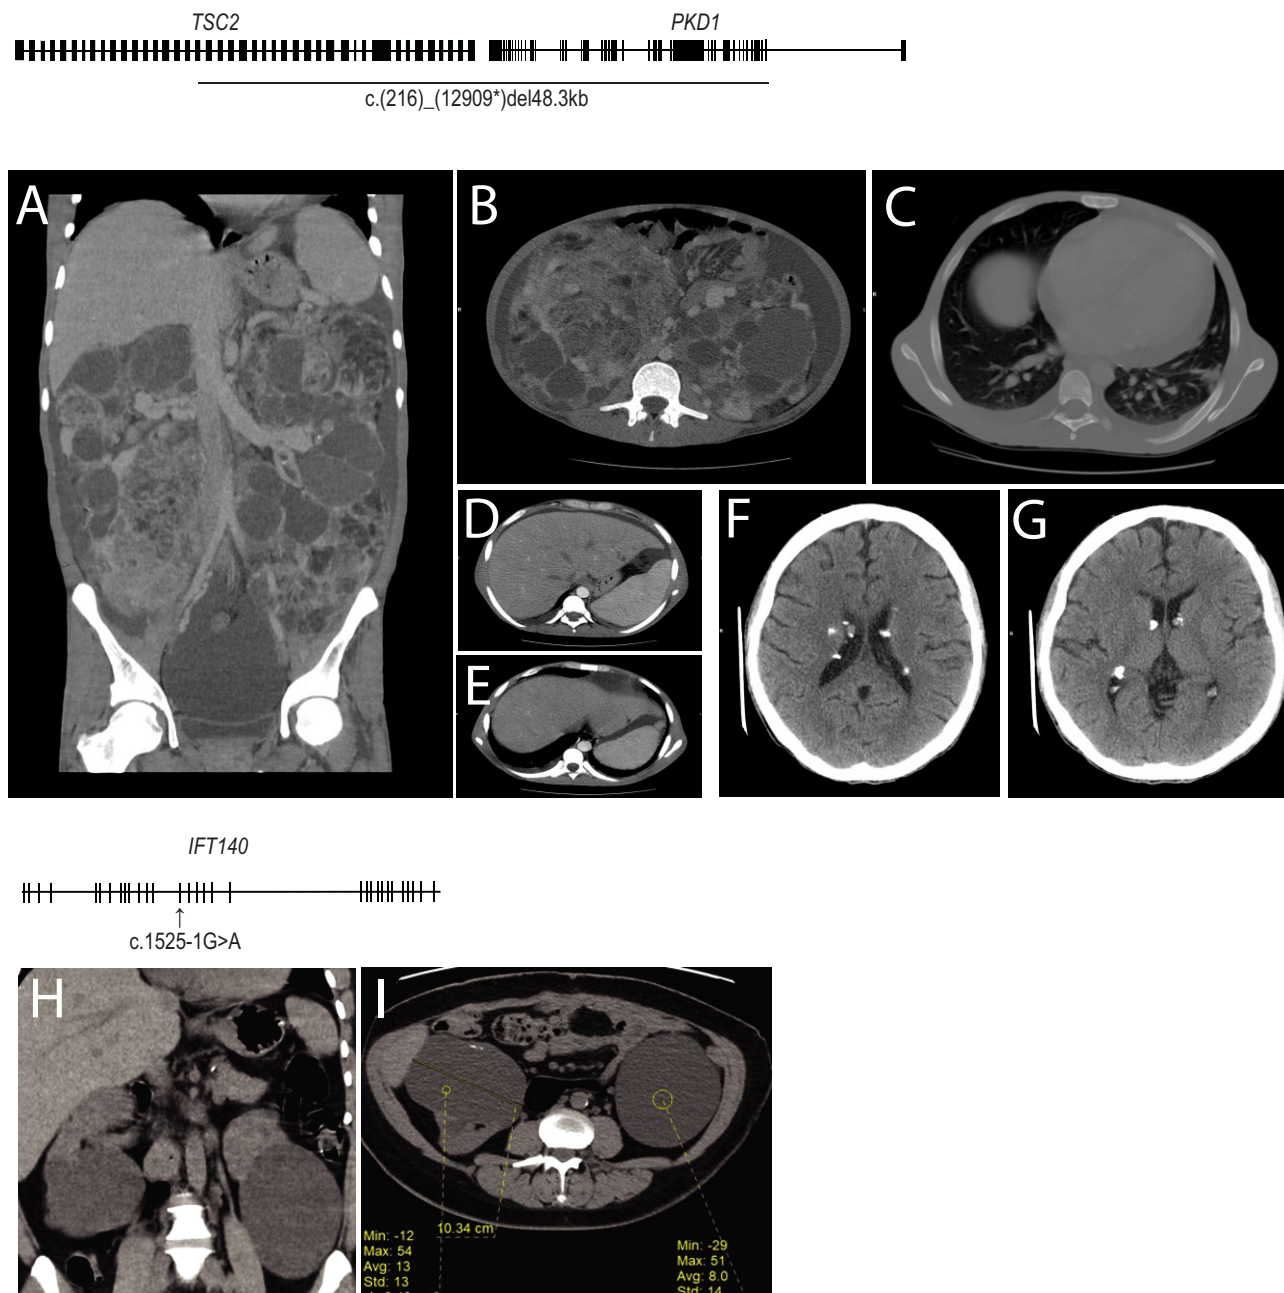 TSC2 PKD1
c.(216)_(12909*)del48.3kb
A B C
D F G
E
IFT140
↑
c.1525-1G>A
H I
Min: -12 10.34 cm Min: -29
Max: 54 Max: 51
Avg: 13 Avg: 8.0
Std: 13 Std: 14